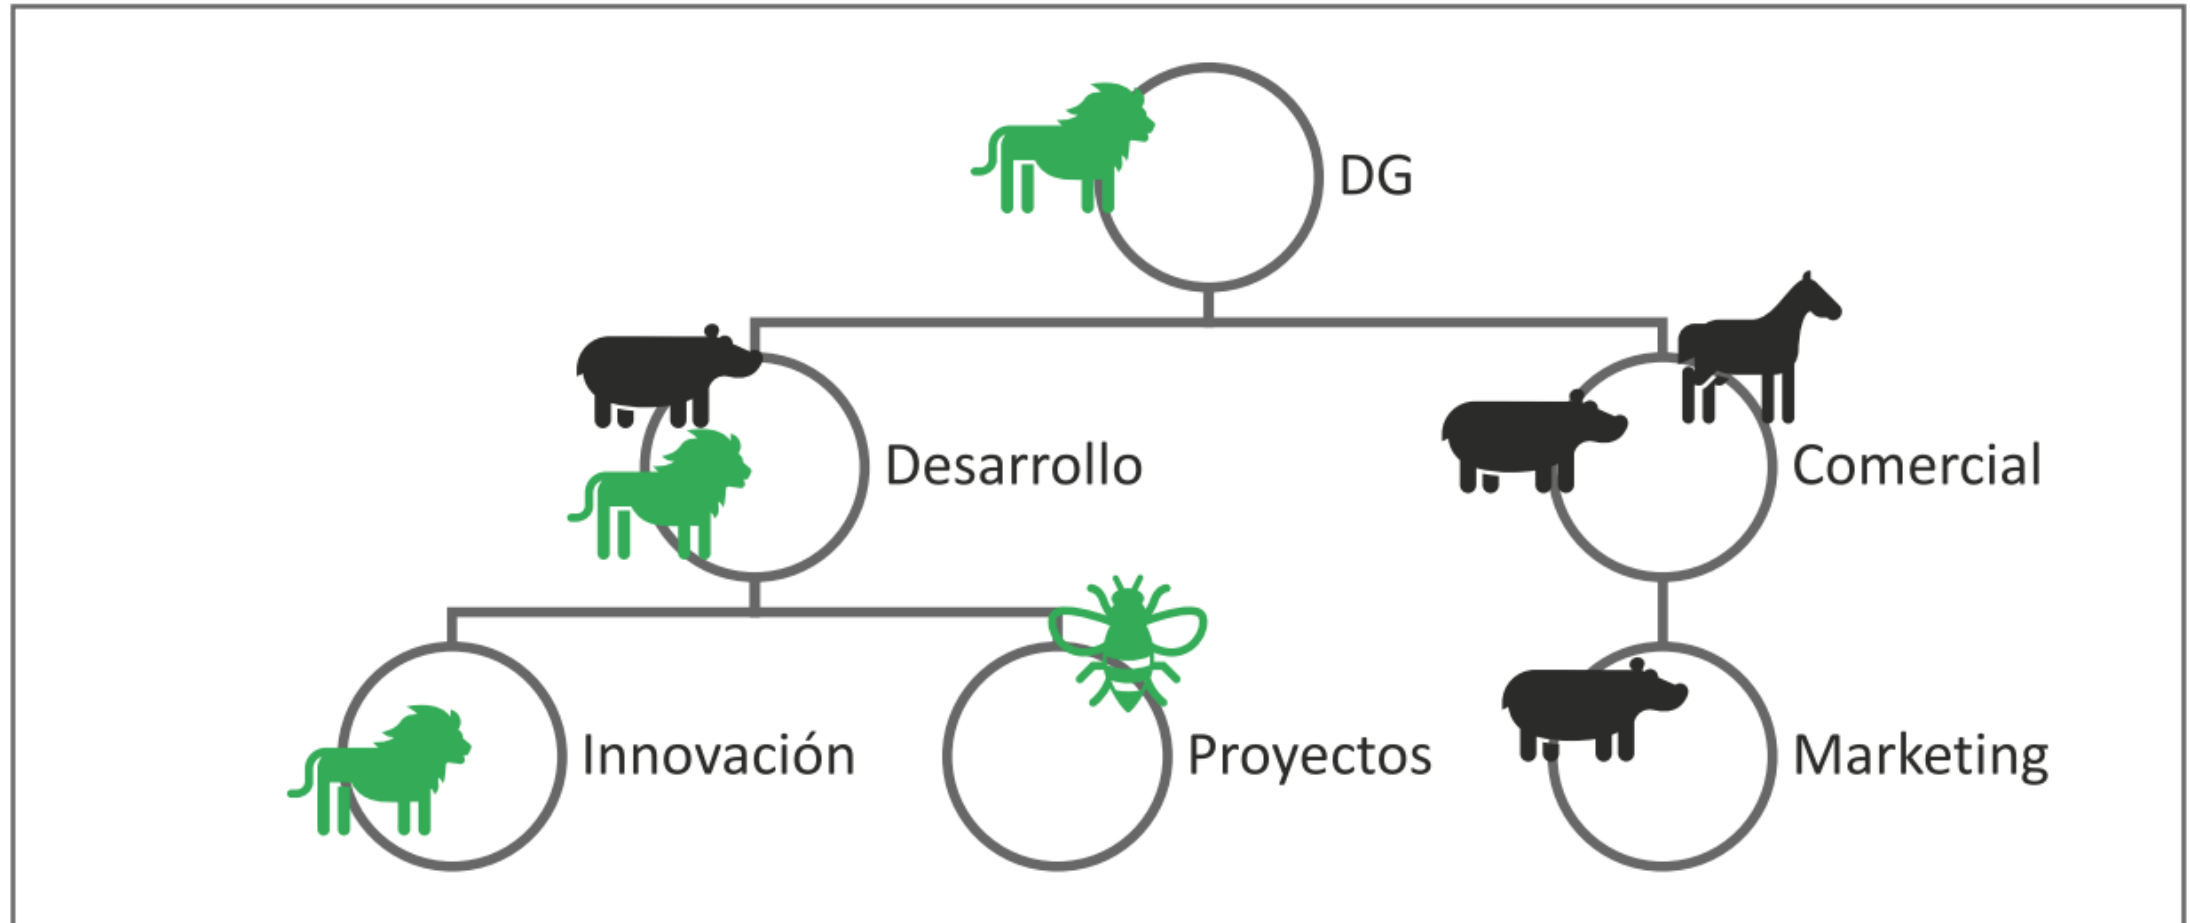 DG
Desarrollo
Comercial
Innovación
Proyectos
Marketing